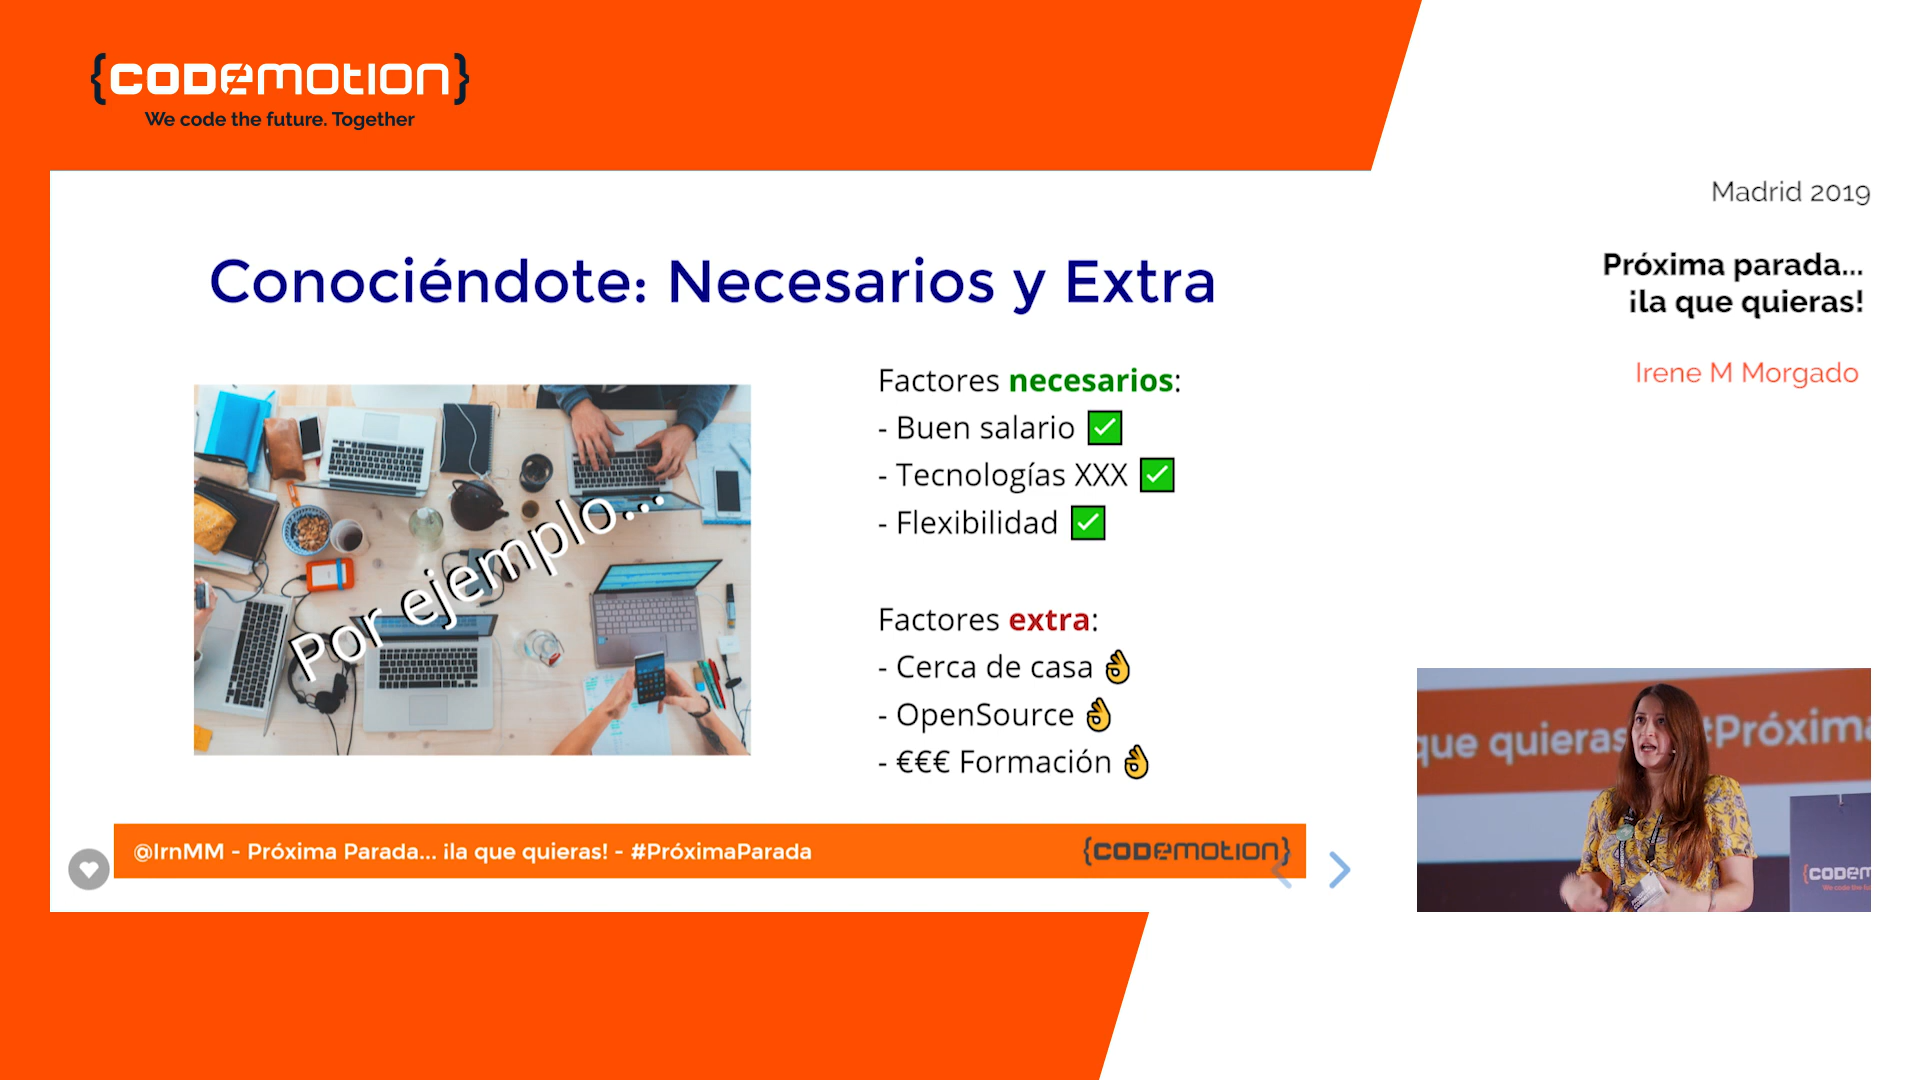 {codemotion}
We code the future. Together
Madrid 2019
Próxima parada...
¡la que quieras!
Irene M Morgado
Conociéndote: Necesarios y Extra
Por ejemplo...
Factores necesarios:
- Buen salario ✅
- Tecnologías XXX ✅
- Flexibilidad ✅
Factores extra:
- Cerca de casa 👌
- OpenSource 👌
- €€€ Formación 👌
@IrnMM - Próxima Parada... ¡la que quieras! - #PróximaParada
{codemotion}
que quieras
#Próxima
{codem